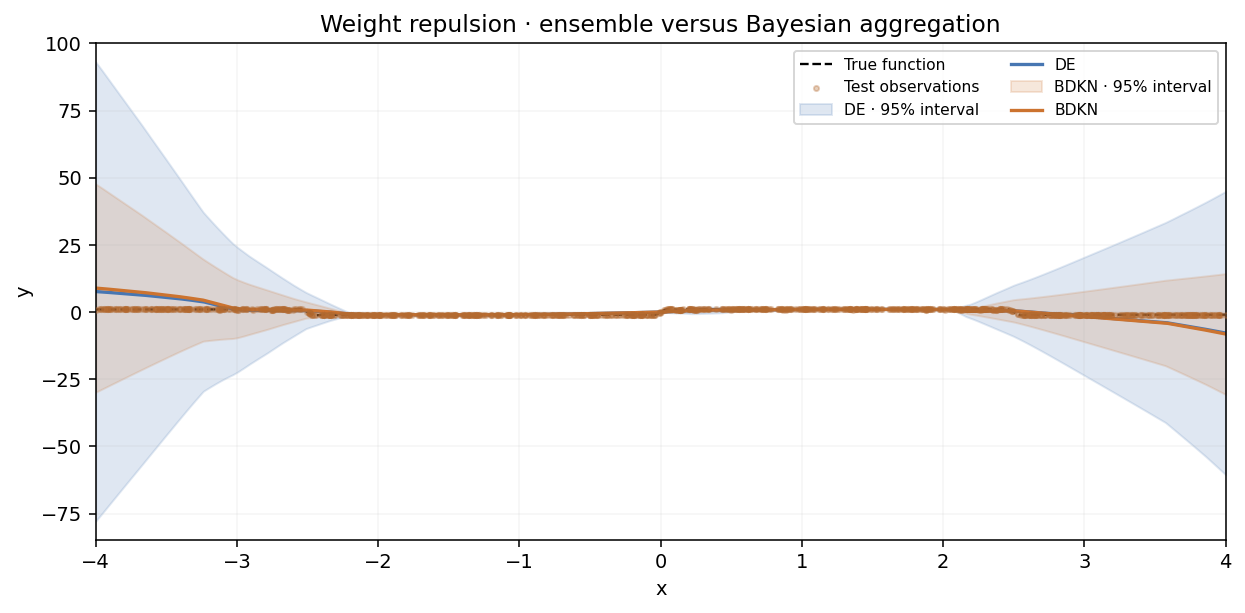 Weight repulsion · ensemble versus Bayesian aggregation
True function
Test observations
DE · 95% interval
DE
BDKN · 95% interval
BDKN
y
100
75
50
25
0
−25
−50
−75
−4
−3
−2
−1
0
1
2
3
4
x